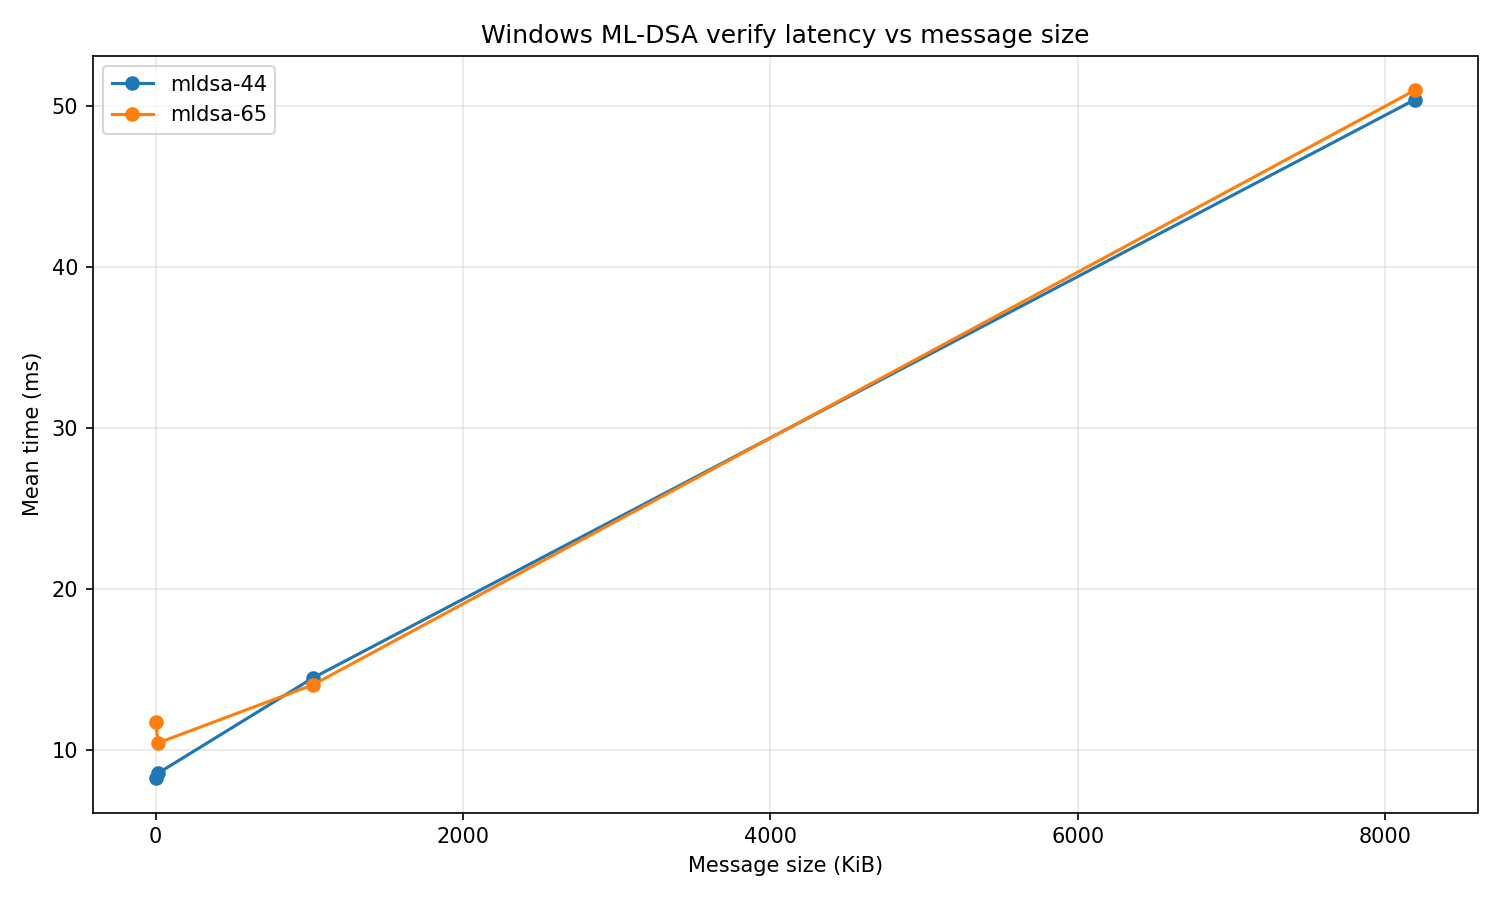 Windows ML-DSA verify latency vs message size
mldsa-44
mldsa-65
50
40
30
20
10
Mean time (ms)
0 2000 4000 6000 8000
Message size (KiB)